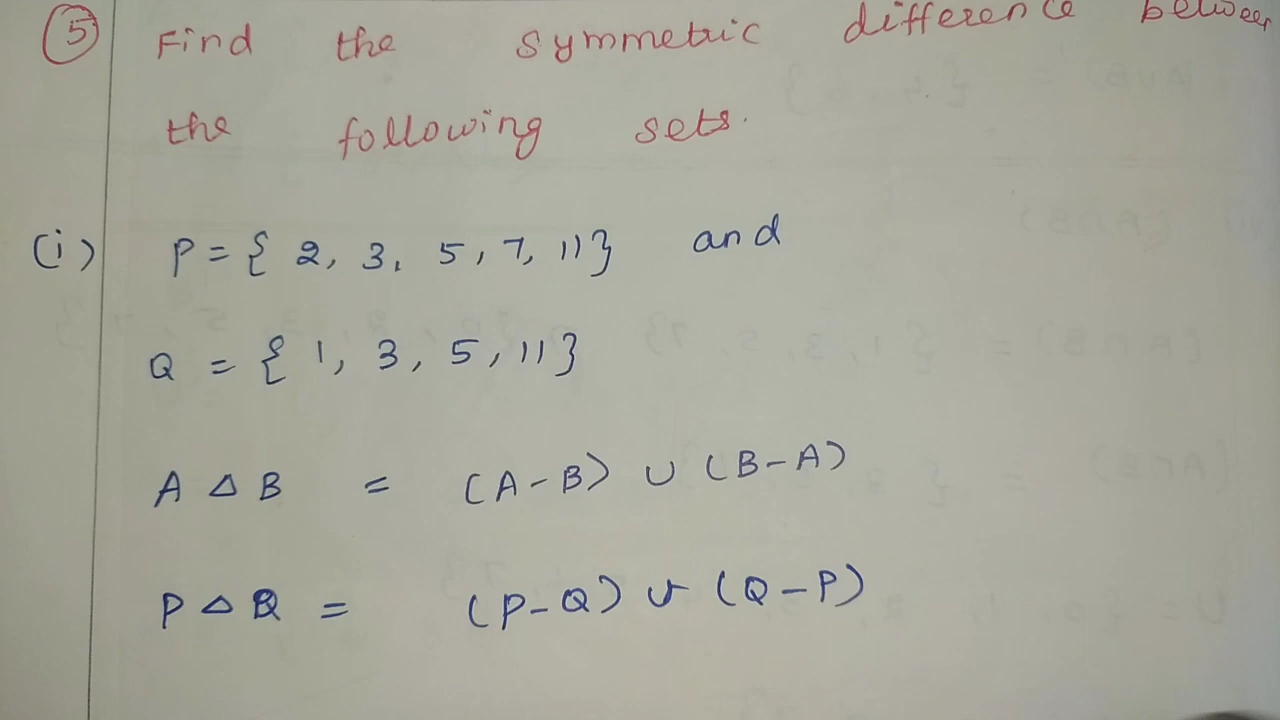 5 Find the symmetric difference between
the following sets.
(i) P = { 2, 3, 5, 7, 11} and
Q = { 1, 3, 5, 11}
A Δ B = (A - B) ∪ (B - A)
P Δ Q = (P - Q) ∪ (Q - P)